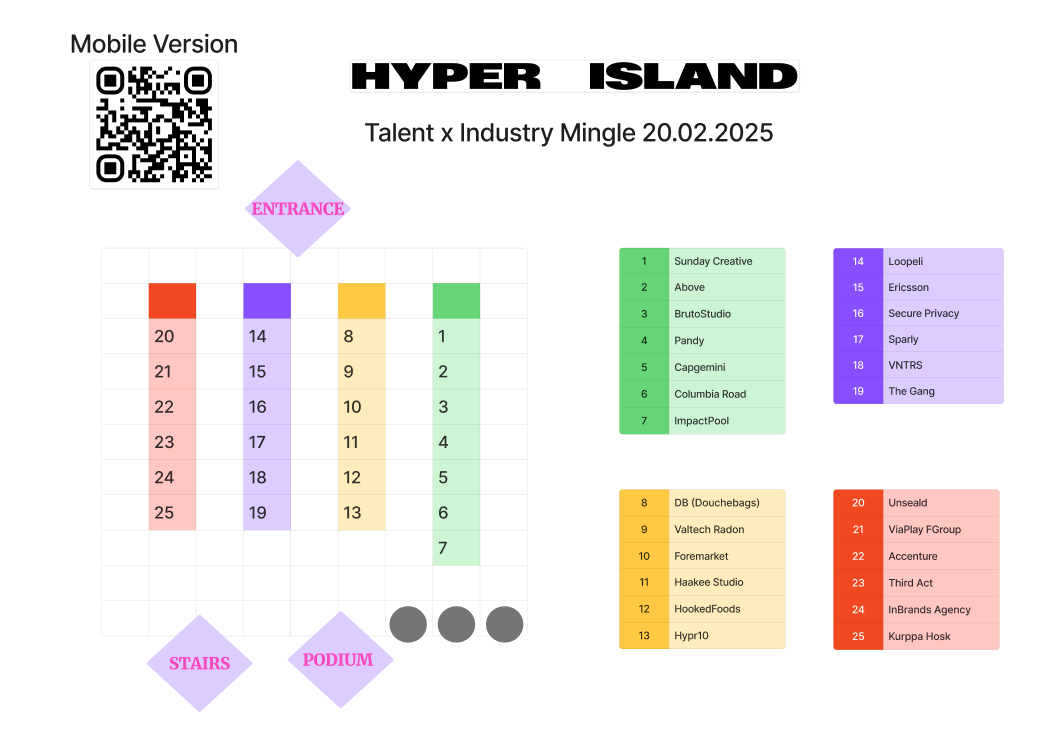 Mobile Version
HYPER ISLAND
Talent x Industry Mingle 20.02.2025
ENTRANCE
20 14 8 1
21 15 9 2
22 16 10 3
23 17 11 4
24 18 12 5
25 19 13 6
7
STAIRS
PODIUM
1 Sunday Creative
2 Above
3 BrutoStudio
4 Pandy
5 Capgemini
6 Columbia Road
7 ImpactPool
14 Loopeli
15 Ericsson
16 Secure Privacy
17 Sparly
18 VNTRS
19 The Gang
8 DB (Douchebags)
9 Valtech Radon
10 Foremarket
11 Haakee Studio
12 HookedFoods
13 Hypr10
20 Unseald
21 ViaPlay FGroup
22 Accenture
23 Third Act
24 InBrands Agency
25 Kurppa Hosk